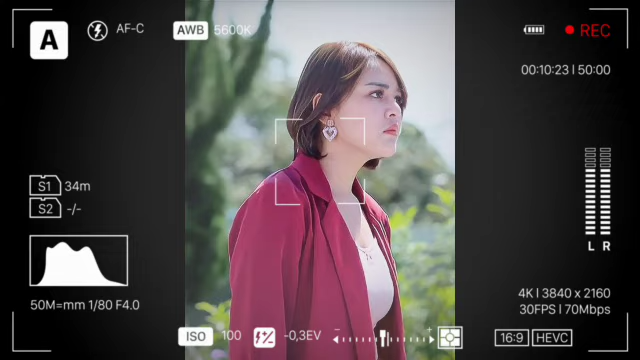 A
AF-C
AWB 5600K
REC
00:10:23 | 50:00
S1 34m
S2 -/-
L R
50M=mm 1/80 F4.0
4K | 3840 x 2160
30FPS | 70Mbps
ISO 100 -0,3EV
16:9 HEVC